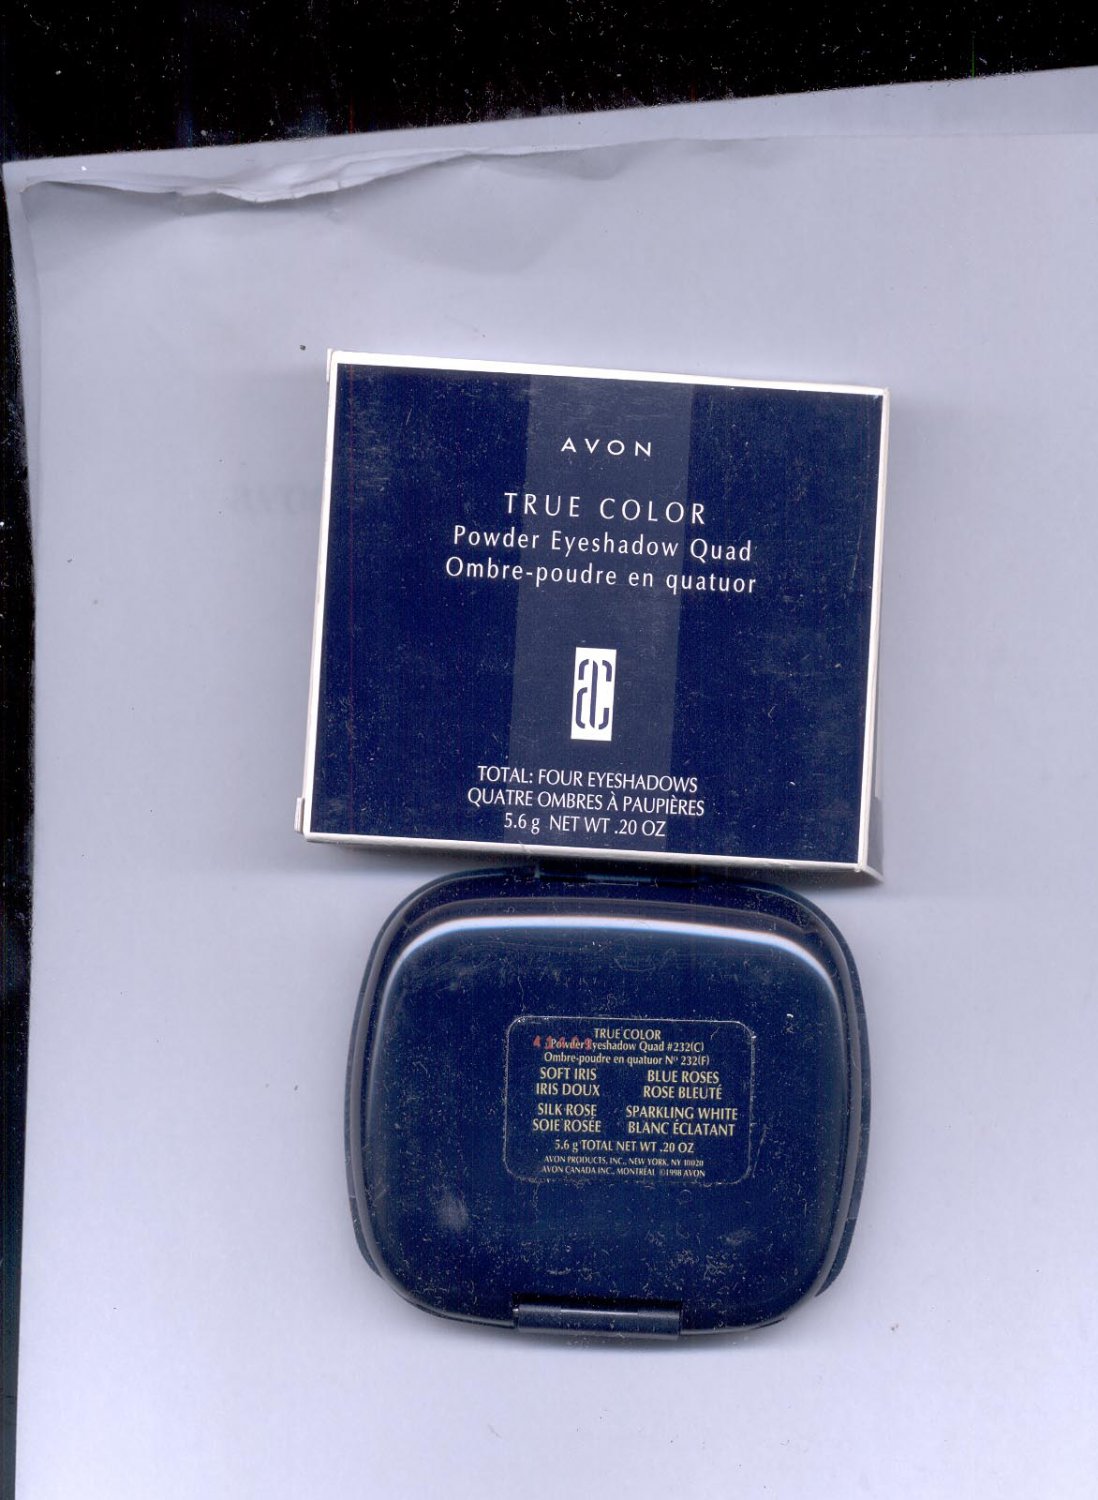 AVON
TRUE COLOR
Powder Eyeshadow Quad
Ombre-poudre en quatuor
TOTAL: FOUR EYESHADOWS
QUATRE OMBRES À PAUPIÈRES
5.6 g NET WT .20 OZ
TRUE COLOR
Powder Eyeshadow Quad #232(C)
Ombre-poudre en quatuor Nº 232(F)
SOFT IRIS BLUE ROSES
IRIS DOUX ROSE BLEUTÉ
SILK ROSE SPARKLING WHITE
SOIE ROSÉE BLANC ÉCLATANT
5.6 g TOTAL NET WT .20 OZ
AVON PRODUCTS, INC., NEW YORK, NY 10020
AVON CANADA INC., MONTRÉAL ©1998 AVON